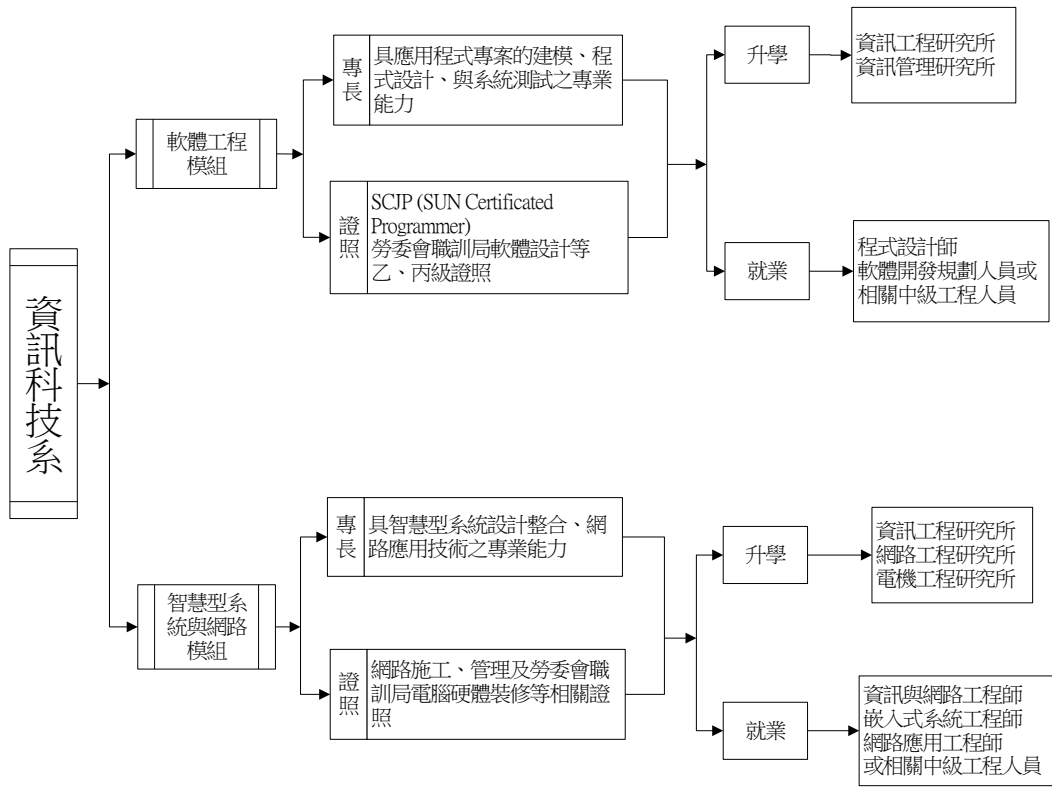 資訊科技系
軟體工程
模組
專長
具應用程式專案的建模、程
式設計、與系統測試之專業
能力
證照
SCJP (SUN Certificated
Programmer)
勞委會職訓局軟體設計等
乙、丙級證照
升學
資訊工程研究所
資訊管理研究所
就業
程式設計師
軟體開發規劃人員或
相關中級工程人員
智慧型系
統與網路
模組
專長
具智慧型系統設計整合、網
路應用技術之專業能力
證照
網路施工、管理及勞委會職
訓局電腦硬體裝修等相關證
照
升學
資訊工程研究所
網路工程研究所
電機工程研究所
就業
資訊與網路工程師
嵌入式系統工程師
網路應用工程師
或相關中級工程人員